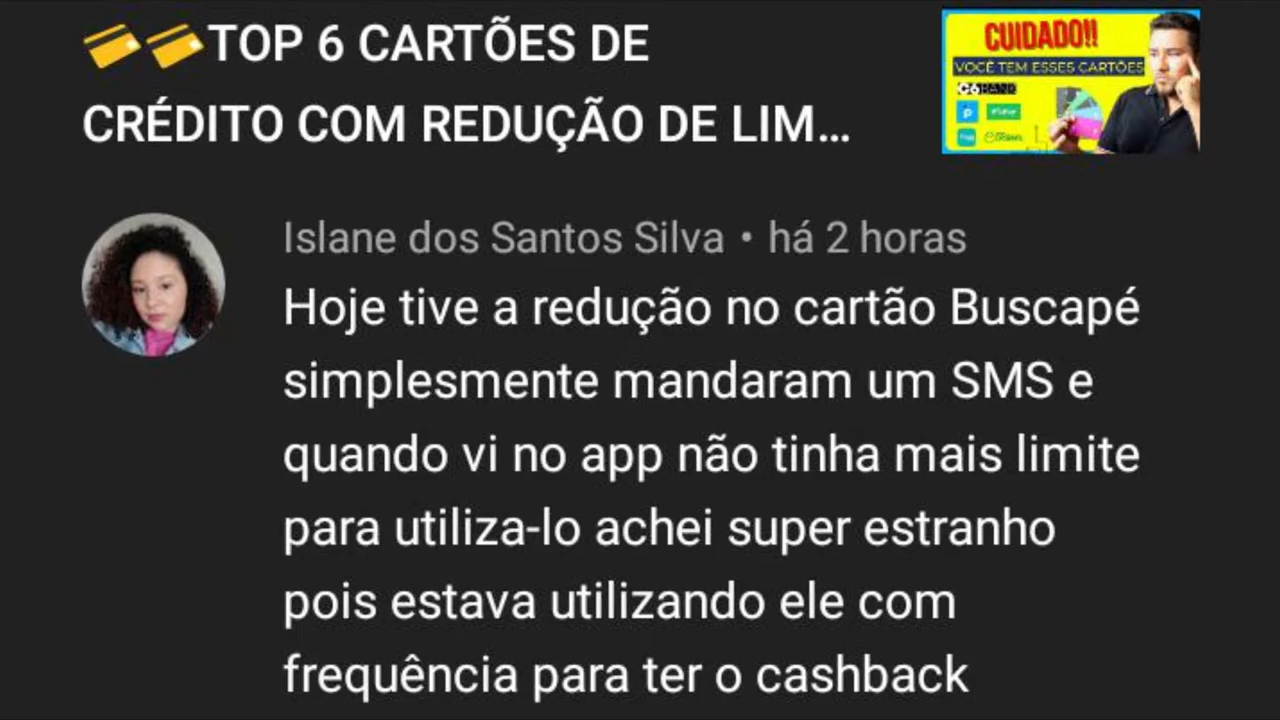 TOP 6 CARTÕES DE
CRÉDITO COM REDUÇÃO DE LIM...
CUIDADO!!
VOCÊ TEM ESSES CARTÕES
C6BANK
Islane dos Santos Silva • há 2 horas
Hoje tive a redução no cartão Buscapé
simplesmente mandaram um SMS e
quando vi no app não tinha mais limite
para utiliza-lo achei super estranho
pois estava utilizando ele com
frequência para ter o cashback